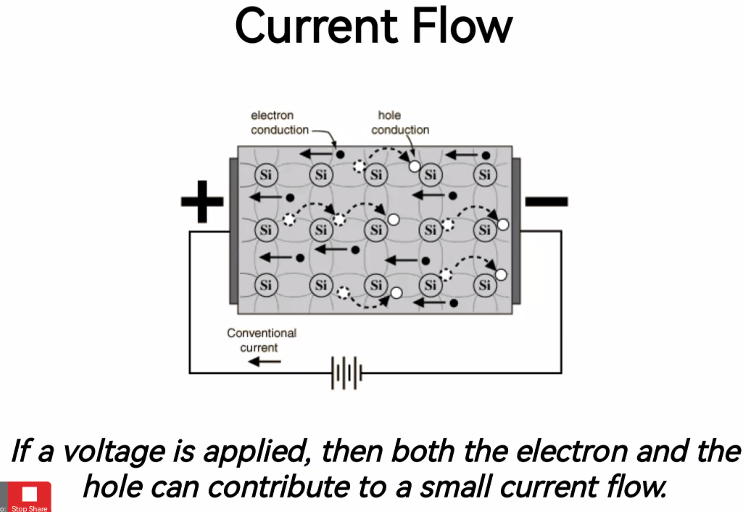 Current Flow
electron
conduction
hole
conduction
+
−
Si Si Si Si Si
Si Si Si Si Si
Si Si Si Si Si
Conventional
current
If a voltage is applied, then both the electron and the
hole can contribute to a small current flow.
Stop Share